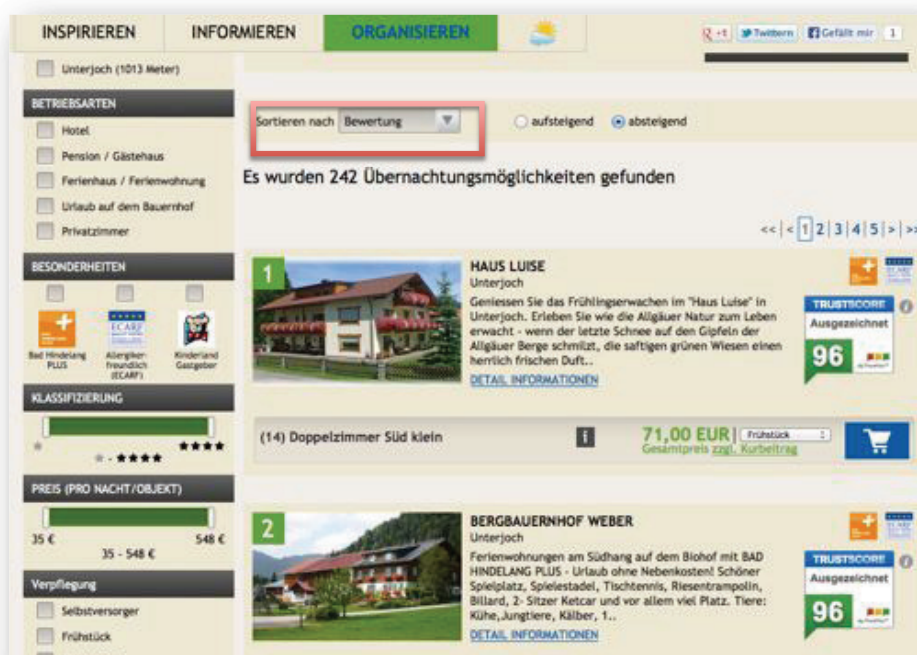 INSPIRIEREN INFORMIEREN ORGANISIEREN
+1 Twittern Gefällt mir 1
Unterjoch (1013 Meter)
BETRIEBSARTEN
Hotel
Pension / Gästehaus
Ferienhaus / Ferienwohnung
Urlaub auf dem Bauernhof
Privatzimmer
BESONDERHEITEN
ECARF
Bad Hindelang
PLUS
Allergiker-
freundlich
(ECARF)
Kinderland
Gastgeber
KLASSIFIZIERUNG
* - ****
PREIS (PRO NACHT/OBJEKT)
35 € 548 €
35 - 548 €
Verpflegung
Selbstversorger
Frühstück
Sortieren nach Bewertung aufsteigend absteigend
Es wurden 242 Übernachtungsmöglichkeiten gefunden
<< | < 1 2 | 3 | 4 | 5 | > | >>
1
HAUS LUISE
Unterjoch
Geniessen Sie das Frühlingserwachen im "Haus Luise" in
Unterjoch. Erleben Sie wie die Allgäuer Natur zum Leben
erwacht - wenn der letzte Schnee auf den Gipfeln der
Allgäuer Berge schmilzt, die saftigen grünen Wiesen einen
herrlich frischen Duft..
DETAIL INFORMATIONEN
ECARF
TRUSTSCORE
Ausgezeichnet
96
(14) Doppelzimmer Süd klein i 71,00 EUR | Frühstück
Gesamtpreis zzgl. Kurbeitrag
2
BERGBAUERNHOF WEBER
Unterjoch
Ferienwohnungen am Südhang auf dem Biohof mit BAD
HINDELANG PLUS - Urlaub ohne Nebenkosten! Schöner
Spielplatz, Spielestadel, Tischtennis, Riesentrampolin,
Billard, 2- Sitzer Ketcar und vor allem viel Platz. Tiere:
Kühe,Jungtiere, Kälber, 1..
DETAIL INFORMATIONEN
TRUSTSCORE
Ausgezeichnet
96